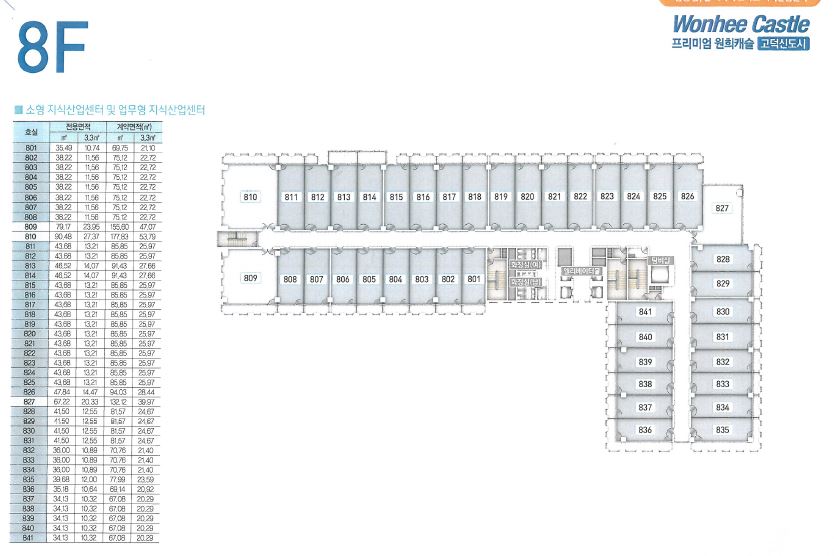 Wonhee Castle
프리미엄 원희캐슬 고덕신도시
8F
■ 소형 지식산업센터 및 업무형 지식산업센터
호실 전용면적 계약면적(㎡)
㎡ 3.3㎡ ㎡ 3.3㎡
801 35.49 10.74 69.75 21.10
802 38.22 11.56 75.12 22.72
803 38.22 11.56 75.12 22.72
804 38.22 11.56 75.12 22.72
805 38.22 11.56 75.12 22.72
806 38.22 11.56 75.12 22.72
807 38.22 11.56 75.12 22.72
808 38.22 11.56 75.12 22.72
809 79.17 23.95 155.60 47.07
810 90.48 27.37 177.83 53.79
811 43.68 13.21 85.85 25.97
812 43.68 13.21 85.85 25.97
813 46.52 14.07 91.43 27.66
814 46.52 14.07 91.43 27.66
815 43.68 13.21 85.85 25.97
816 43.68 13.21 85.85 25.97
817 43.68 13.21 85.85 25.97
818 43.68 13.21 85.85 25.97
819 43.68 13.21 85.85 25.97
820 43.68 13.21 85.85 25.97
821 43.68 13.21 85.85 25.97
822 43.68 13.21 85.85 25.97
823 43.68 13.21 85.85 25.97
824 43.68 13.21 85.85 25.97
825 43.68 13.21 85.85 25.97
826 47.84 14.47 94.03 28.44
827 67.22 20.33 132.12 39.97
828 41.50 12.55 81.57 24.67
829 41.50 12.55 81.57 24.67
830 41.50 12.55 81.57 24.67
831 41.50 12.55 81.57 24.67
832 36.00 10.89 70.76 21.40
833 36.00 10.89 70.76 21.40
834 36.00 10.89 70.76 21.40
835 39.68 12.00 77.99 23.59
836 35.18 10.64 69.14 20.92
837 34.13 10.32 67.08 20.29
838 34.13 10.32 67.08 20.29
839 34.13 10.32 67.08 20.29
840 34.13 10.32 67.08 20.29
841 34.13 10.32 67.08 20.29
810 811 812 813 814 815 816 817 818 819 820 821 822 823 824 825 826
827
809 808 807 806 805 804 803 802 801
화장실(여)
화장실(남)
엘리베이터홀
828
829
841 830
840 831
839 832
838 833
837 834
836 835